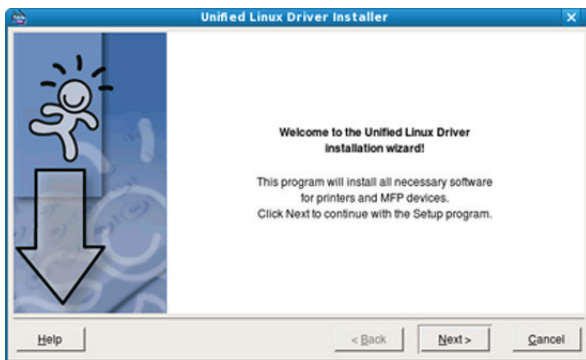 Unified Linux Driver Installer
Welcome to the Unified Linux Driver
installation wizard!
This program will install all necessary software
for printers and MFP devices.
Click Next to continue with the Setup program.
Help
< Back
Next >
Cancel